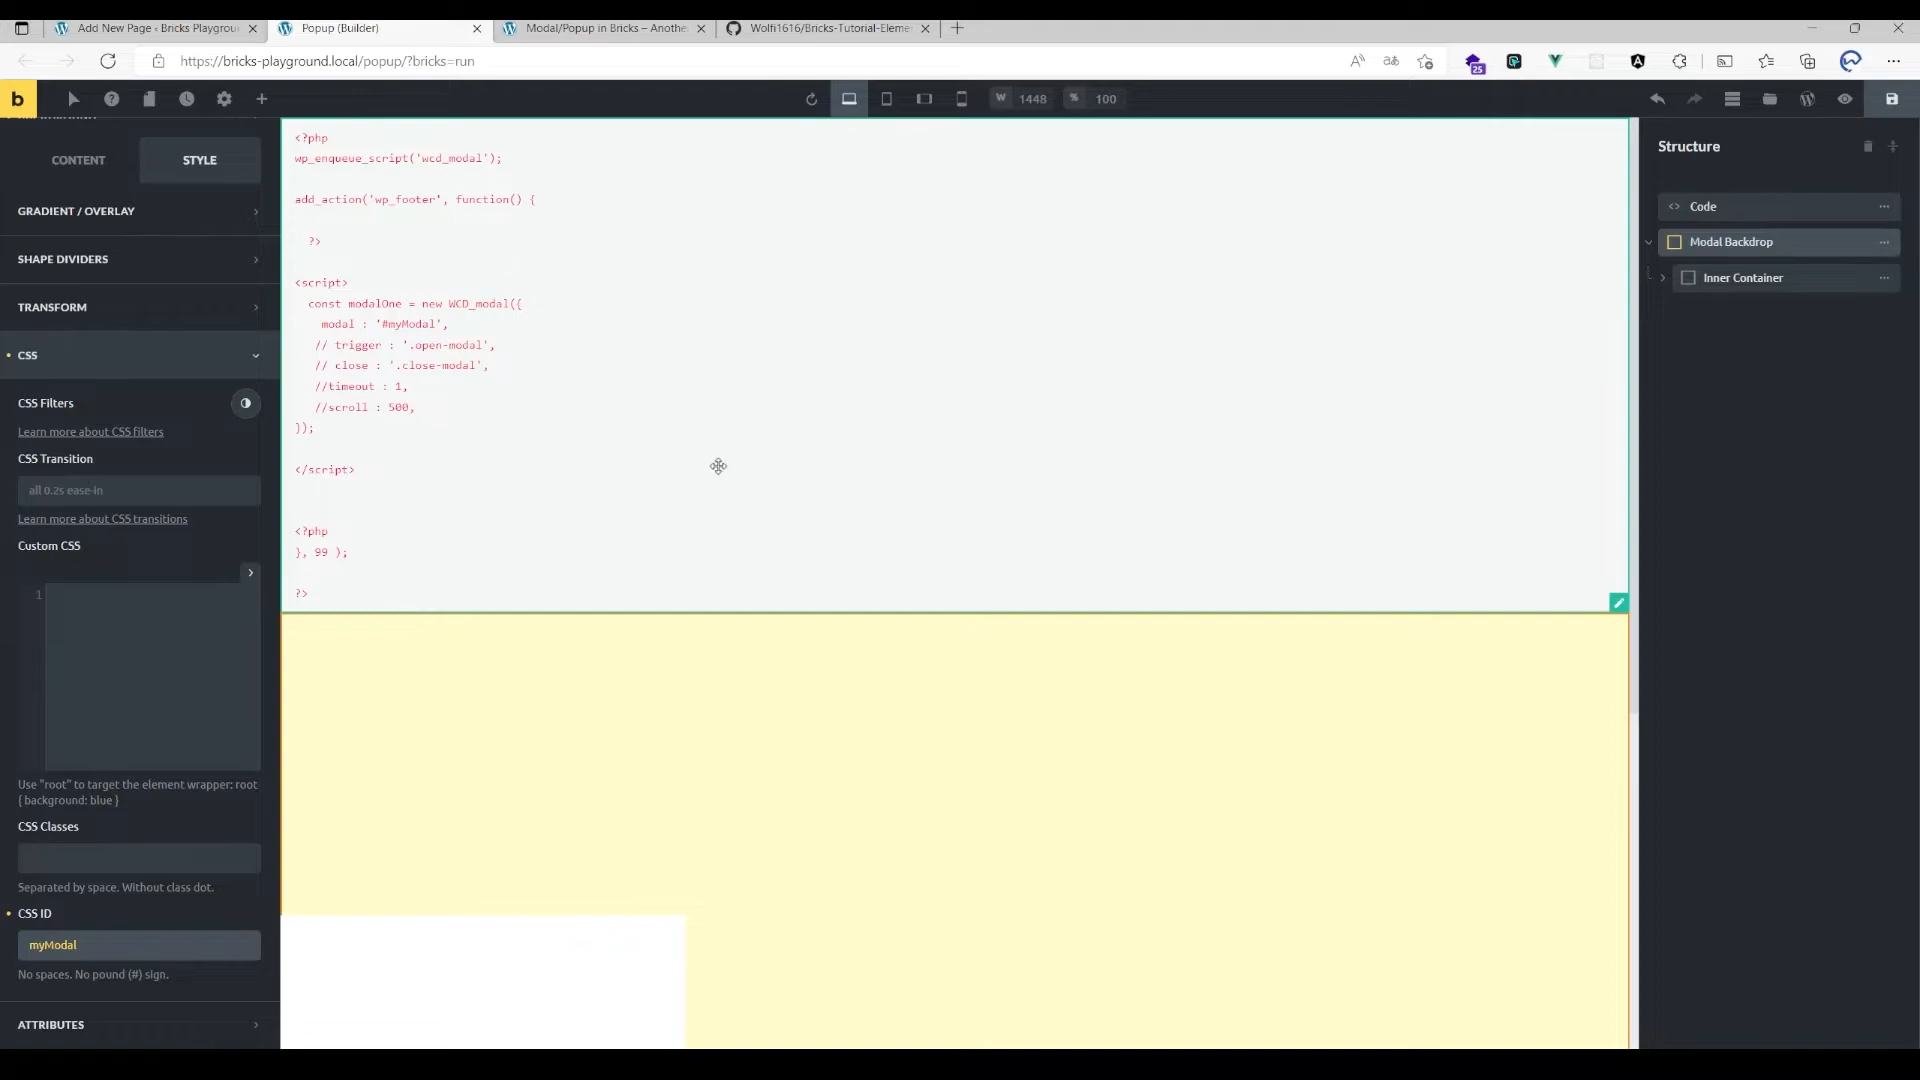 Add New Page ‹ Bricks Playgrou
Popup (Builder)
Modal/Popup in Bricks – Anothe
Wolfi1616/Bricks-Tutorial-Eleme
https://bricks-playground.local/popup/?bricks=run
25
b
W 1448
% 100
CONTENT
STYLE
GRADIENT / OVERLAY
SHAPE DIVIDERS
TRANSFORM
CSS
CSS Filters
Learn more about CSS filters
CSS Transition
all 0.2s ease-in
Learn more about CSS transitions
Custom CSS
1
Use "root" to target the element wrapper: root
{ background: blue }
CSS Classes
Separated by space. Without class dot.
CSS ID
myModal
No spaces. No pound (#) sign.
ATTRIBUTES
<?php
wp_enqueue_script('wcd_modal');
add_action('wp_footer', function() {
?>
<script>
const modalOne = new WCD_modal({
modal : '#myModal',
// trigger : '.open-modal',
// close : '.close-modal',
//timeout : 1,
//scroll : 500,
});
</script>
<?php
}, 99 );
?>
Structure
<> Code
Modal Backdrop
Inner Container